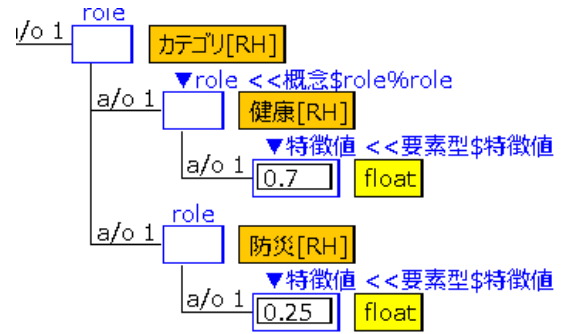 role
a/o 1 カテゴリ[RH]
▼role <<概念$role%role
a/o 1 健康[RH]
▼特徴値 <<要素型$特徴値
a/o 1 0.7 float
role
a/o 1 防災[RH]
▼特徴値 <<要素型$特徴値
a/o 1 0.25 float